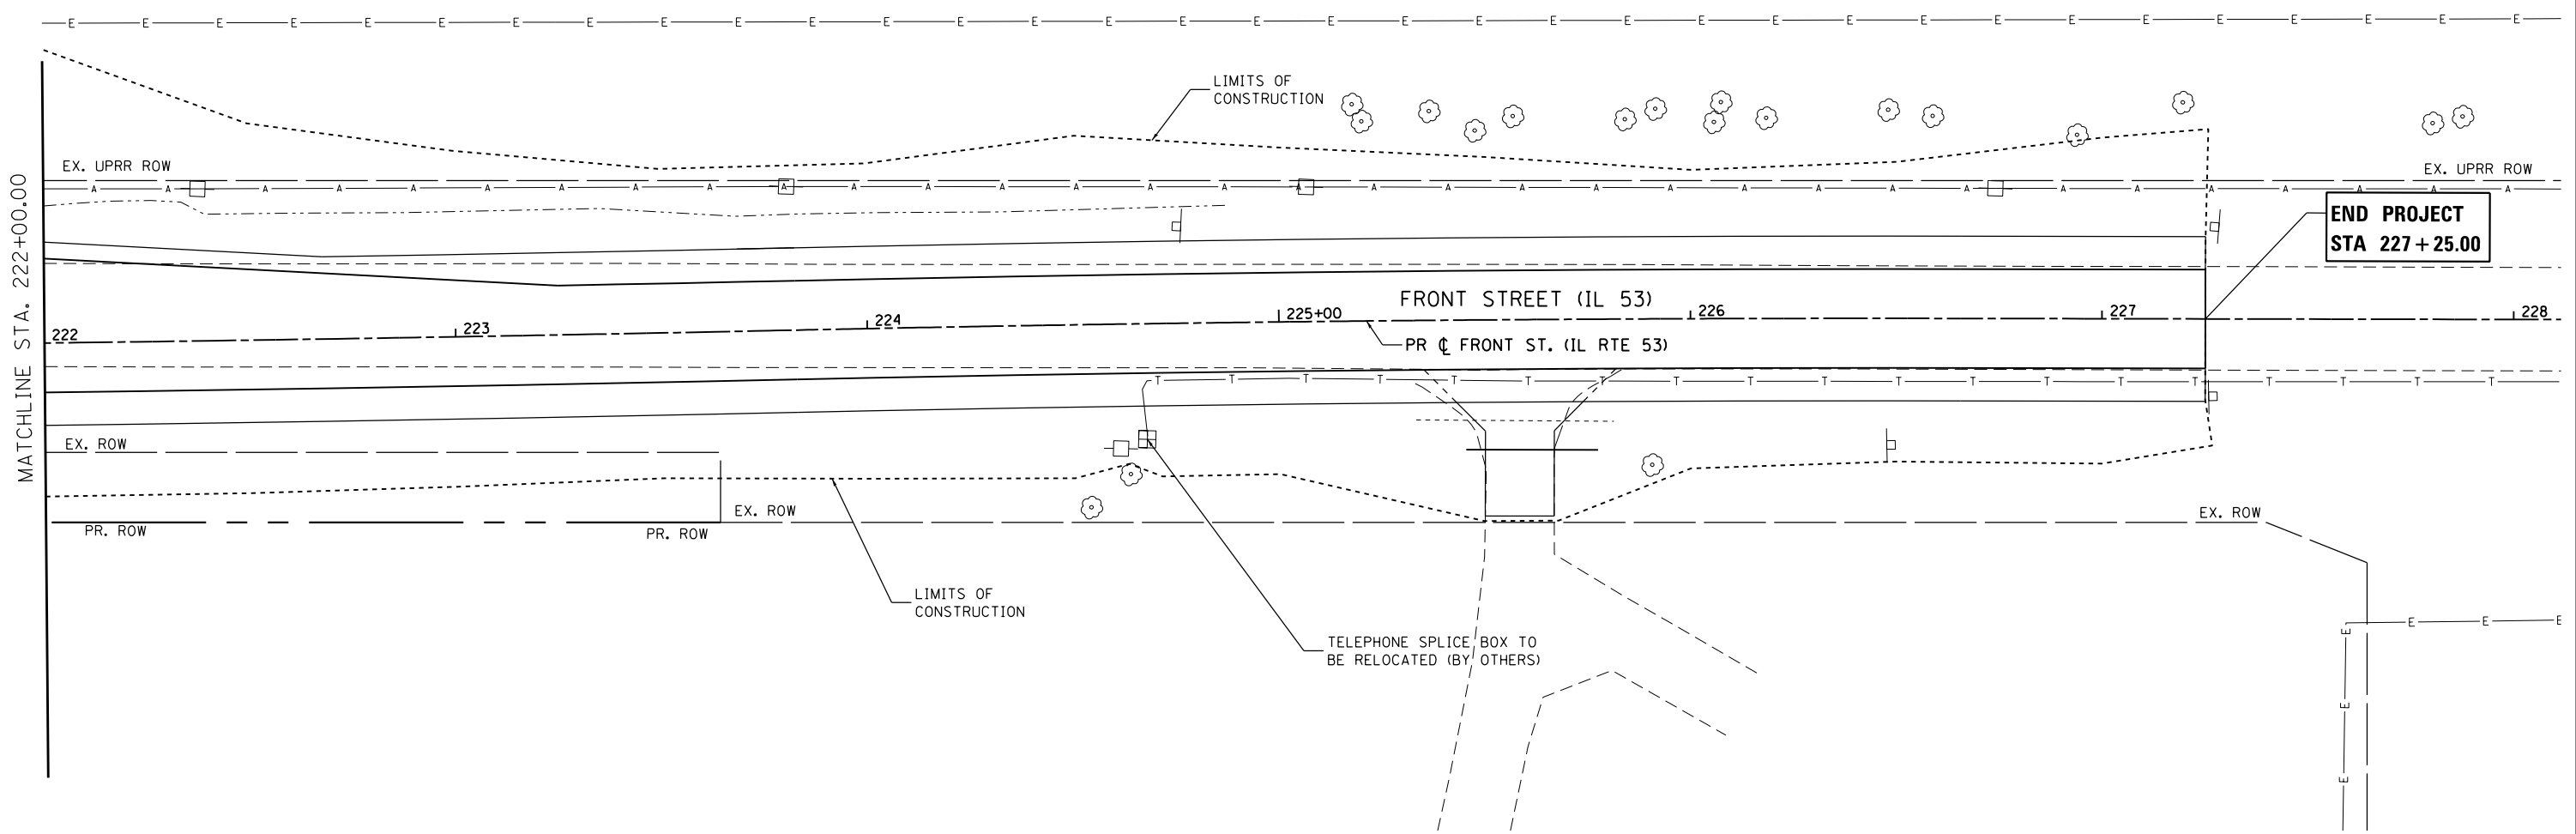 E E E E E E E E E E E E E E E E E E E E E E E E E E E E E E E E E E
LIMITS OF
CONSTRUCTION
EX. UPRR ROW
EX. UPRR ROW
A A A A A A A A A A A A A A A A A A A A A A A A A A A A A A A A A
END PROJECT
STA 227+25.00
MATCHLINE STA. 222+00.00
FRONT STREET (IL 53)
222
223
224
225+00
226
227
228
PR ℄ FRONT ST. (IL RTE 53)
T T T T T T T T T T T T T T T T T T T
EX. ROW
EX. ROW
EX. ROW
PR. ROW
PR. ROW
LIMITS OF
CONSTRUCTION
TELEPHONE SPLICE BOX TO
BE RELOCATED (BY OTHERS)
E E E
E
E
E